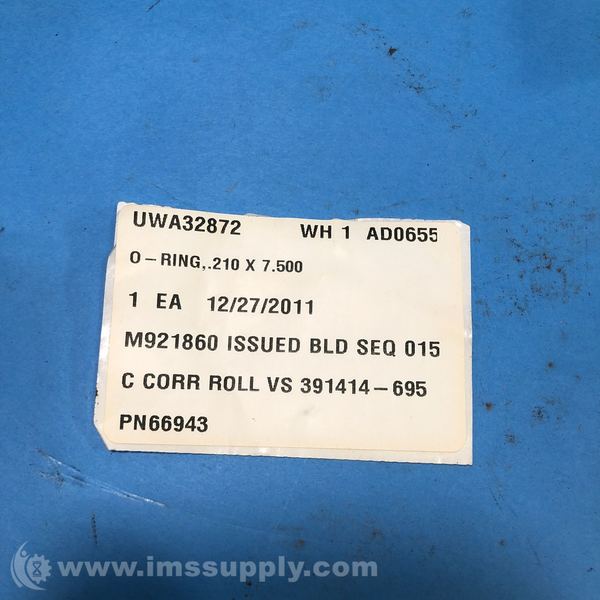 UWA32872 WH 1 AD0655
O-RING,.210 X 7.500
1 EA 12/27/2011
M921860 ISSUED BLD SEQ 015
C CORR ROLL VS 391414-695
PN66943
www.imssupply.com